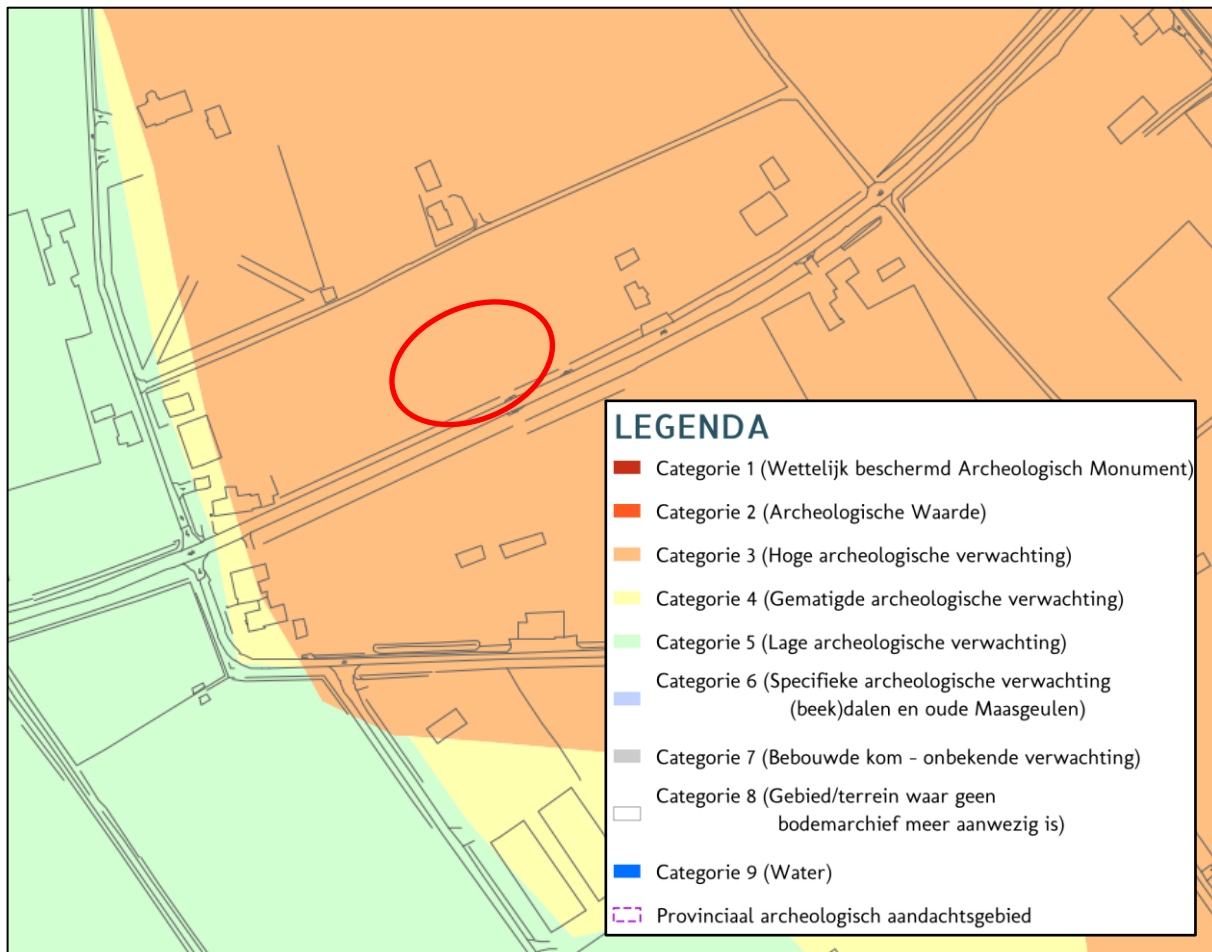 LEGENDA
Categorie 1 (Wettelijk beschermd Archeologisch Monument)
Categorie 2 (Archeologische Waarde)
Categorie 3 (Hoge archeologische verwachting)
Categorie 4 (Gematigde archeologische verwachting)
Categorie 5 (Lage archeologische verwachting)
Categorie 6 (Specifieke archeologische verwachting
(beek)dalen en oude Maasgeulen)
Categorie 7 (Bebouwde kom - onbekende verwachting)
Categorie 8 (Gebied/terrein waar geen
bodemarchief meer aanwezig is)
Categorie 9 (Water)
Provinciaal archeologisch aandachtsgebied